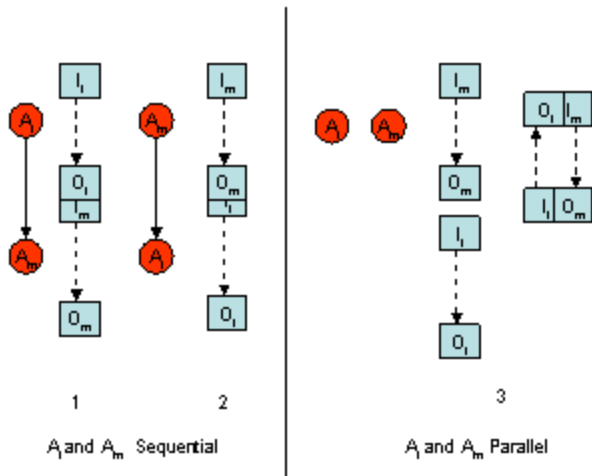 Iₗ
Aₗ
Oₗ
Iₘ
Aₘ
Oₘ
1
Iₘ
Aₘ
Oₘ
Iₗ
Aₗ
Oₗ
2
Aₗ and Aₘ Sequential
Aₗ Aₘ
Iₘ
Oₘ
Iₗ
Oₗ
Oₗ Iₘ
Iₗ Oₘ
3
Aₗ and Aₘ Parallel